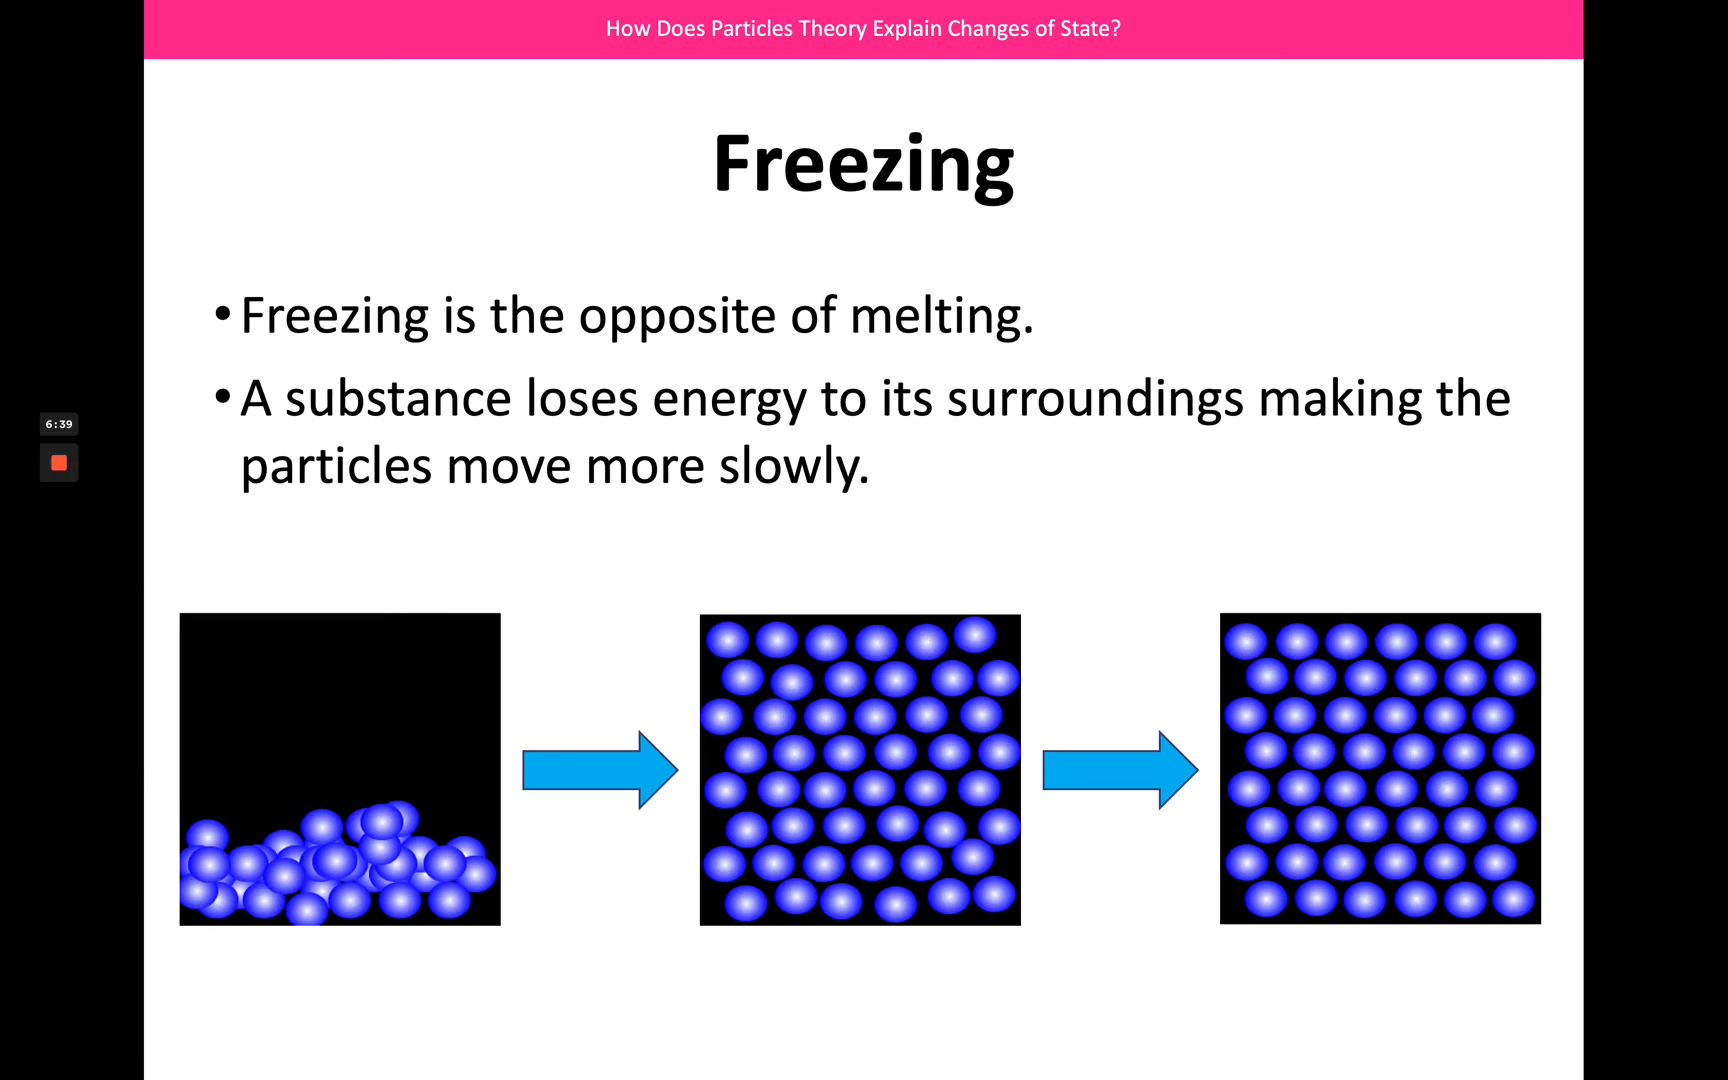 How Does Particles Theory Explain Changes of State?
Freezing
• Freezing is the opposite of melting.
• A substance loses energy to its surroundings making the
particles move more slowly.
6:39